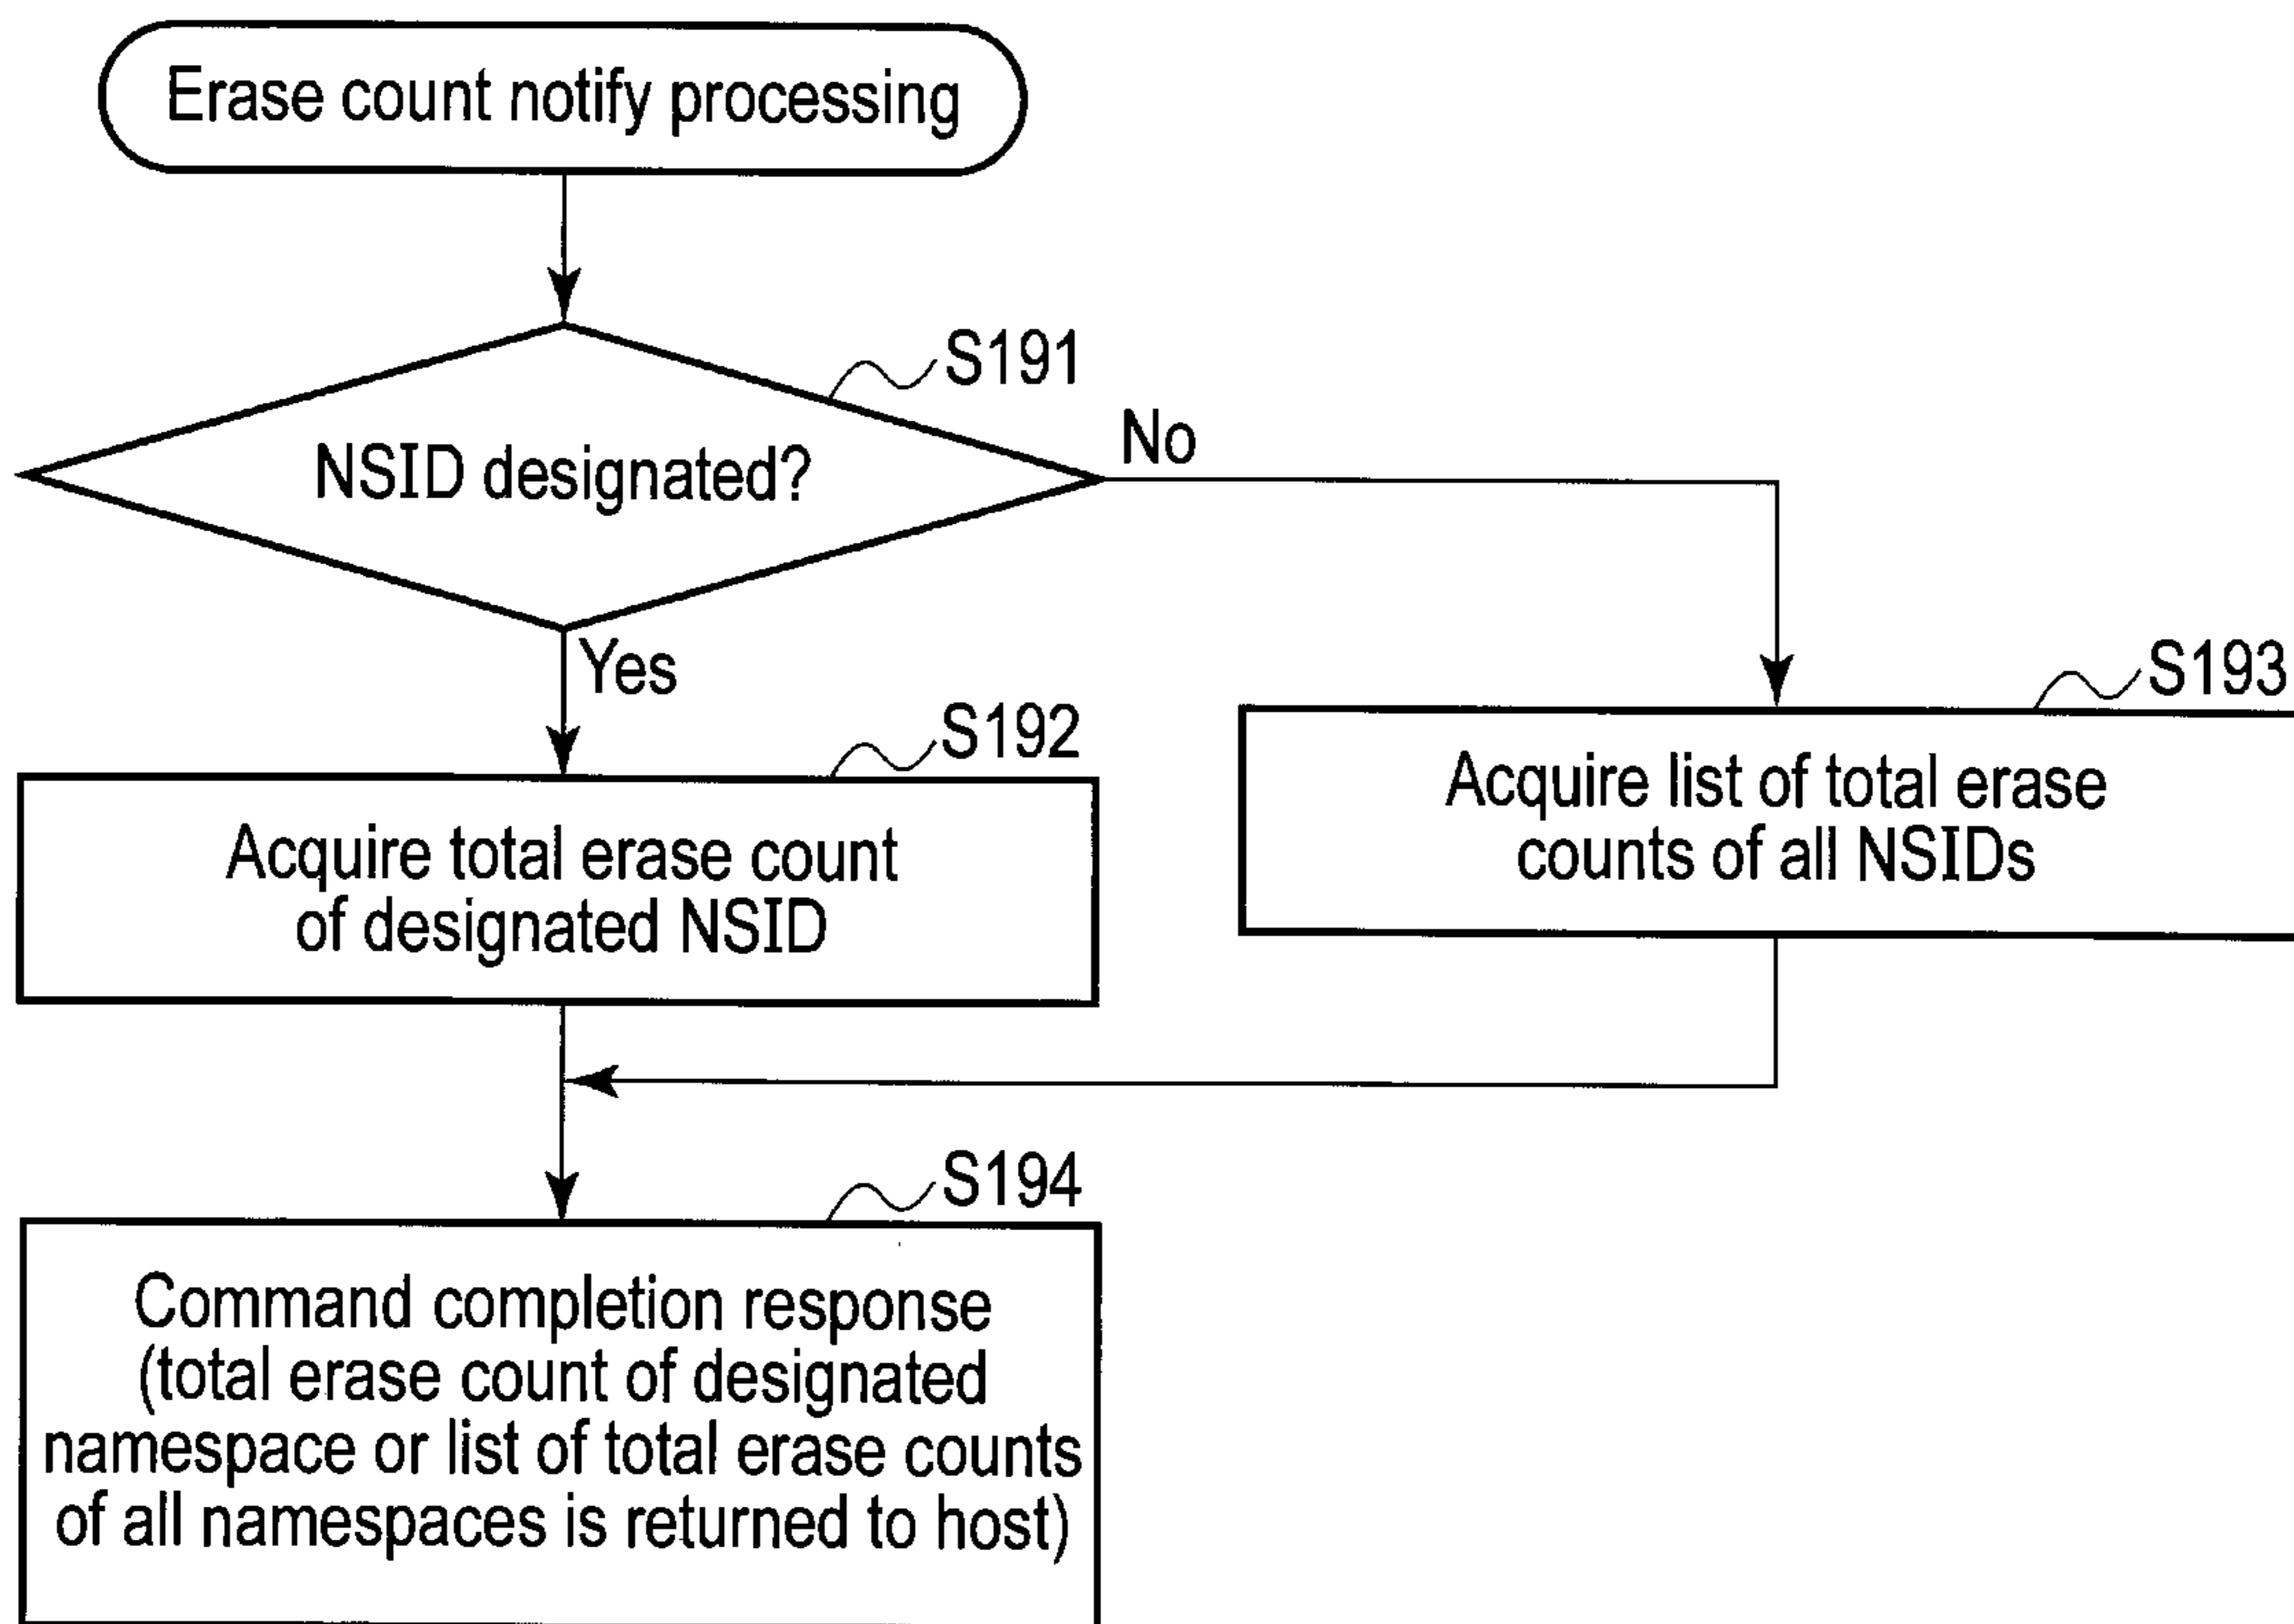 Erase count notify processing
S191
NSID designated?
No
Yes
S192
Acquire total erase count
of designated NSID
S193
Acquire list of total erase
counts of all NSIDs
S194
Command completion response
(total erase count of designated
namespace or list of total erase counts
of all namespaces is returned to host)